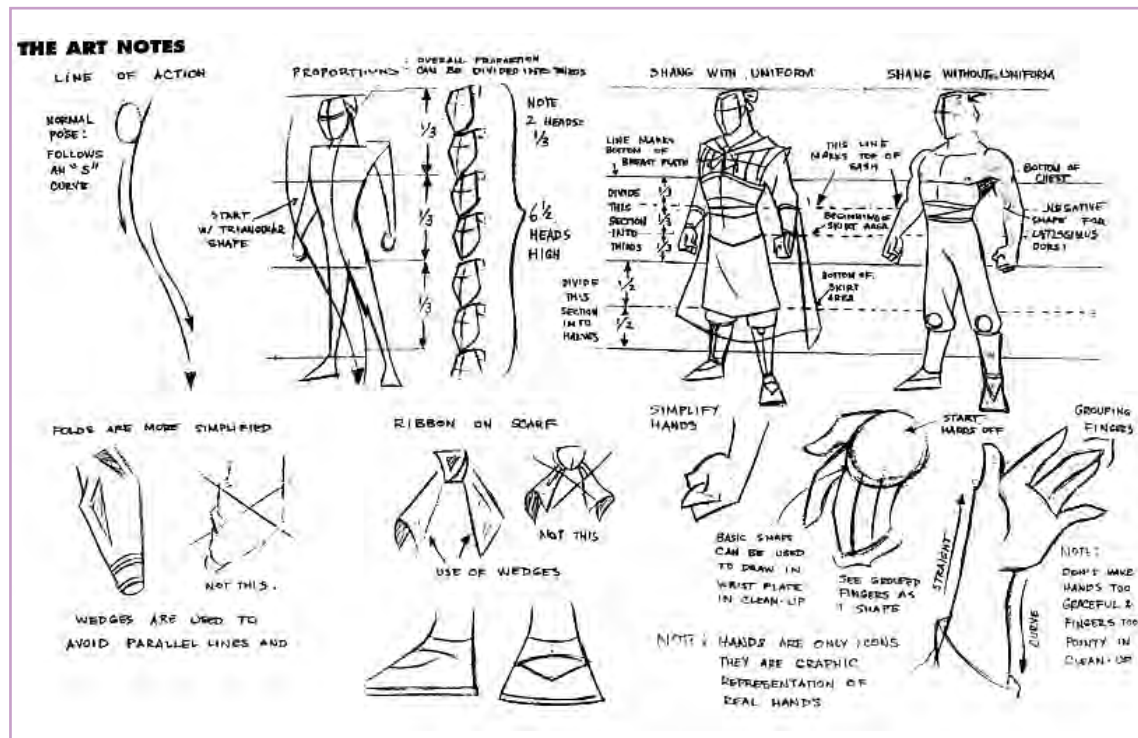 THE ART NOTES
LINE OF ACTION
NORMAL
POSE:
FOLLOWS
AN "S"
CURVE
PROPORTIONS:
OVERALL PROPORTION
CAN BE DIVIDED INTO THIRDS
START
W/ TRIANGULAR
SHAPE
1/3
1/3
1/3
NOTE
2 HEADS=
1/3
6 1/2
HEADS
HIGH
SHANG WITH UNIFORM
LINE MARKS
BOTTOM OF
BREAST PLATE
DIVIDE
THIS
SECTION
INTO
THIRDS
1/3
1/3
1/3
DIVIDE
THIS
SECTION
INTO
HALVES
1/2
1/2
THIS LINE
MARKS TOP OF
SASH
BEGINNING OF
SKIRT AREA
BOTTOM OF
SKIRT
AREA
SHANG WITHOUT UNIFORM
BOTTOM OF
CHEST
NEGATIVE
SHAPE FOR
LATISSIMUS
DORSI
FOLDS ARE MORE SIMPLIFIED
NOT THIS.
WEDGES ARE USED TO
AVOID PARALLEL LINES AND
RIBBON ON SCARF
NOT THIS
USE OF WEDGES
SIMPLIFY
HANDS
BASIC SHAPE
CAN BE USED
TO DRAW IN
WRIST PLATE
IN CLEAN-UP
START
HANDS OFF
SEE GROUPED
FINGERS AS
1 SHAPE
GROUPING
FINGERS
STRAIGHT
CURVE
NOTE:
DON'T MAKE
HANDS TOO
GRACEFUL &
FINGERS TOO
POINTY IN
CLEAN-UP
NOTE: HANDS ARE ONLY ICONS
THEY ARE GRAPHIC
REPRESENTATION OF
REAL HANDS